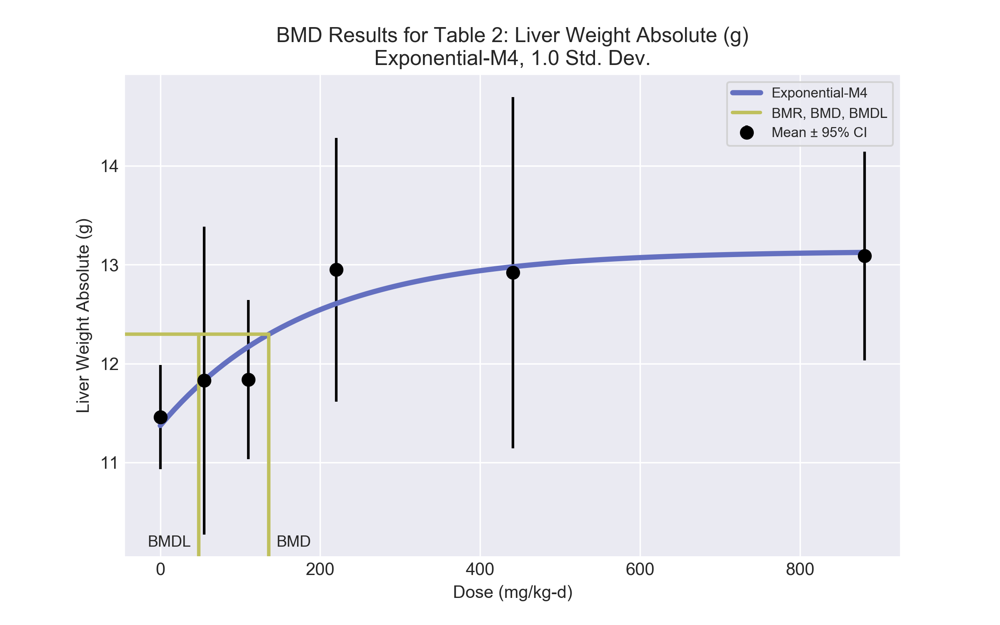 BMD Results for Table 2: Liver Weight Absolute (g)
Exponential-M4, 1.0 Std. Dev.
Exponential-M4
BMR, BMD, BMDL
Mean ± 95% CI
14
13
12
11
Liver Weight Absolute (g)
BMDL
BMD
0
200
400
600
800
Dose (mg/kg-d)